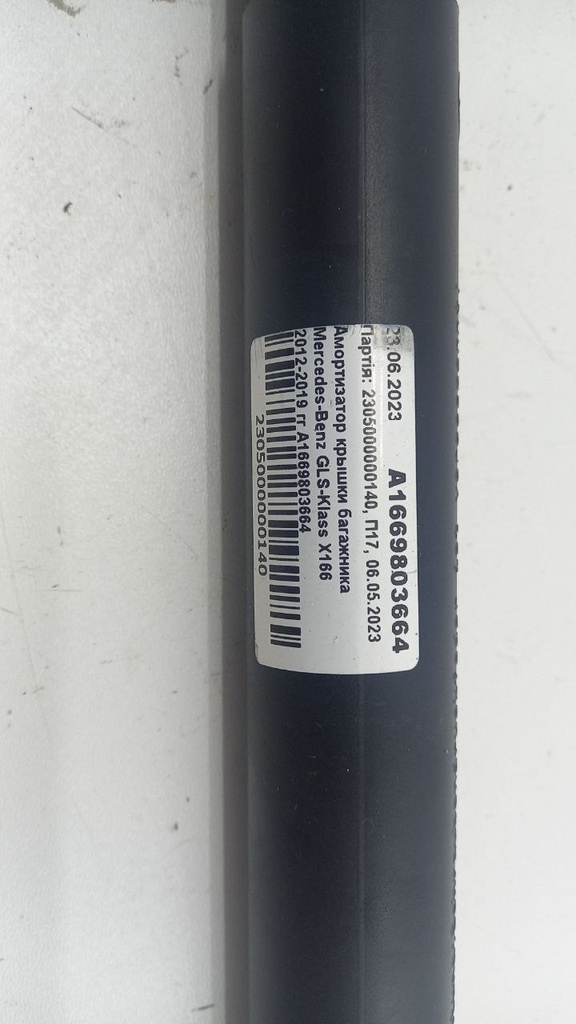 23.06.2023 A1669803664
Партія: 2305000000140, П17, 06.05.2023
Амортизатор крышки багажника
Mercedes-Benz GLS-Klass X166
2012-2019 гг A1669803664
2305000000140